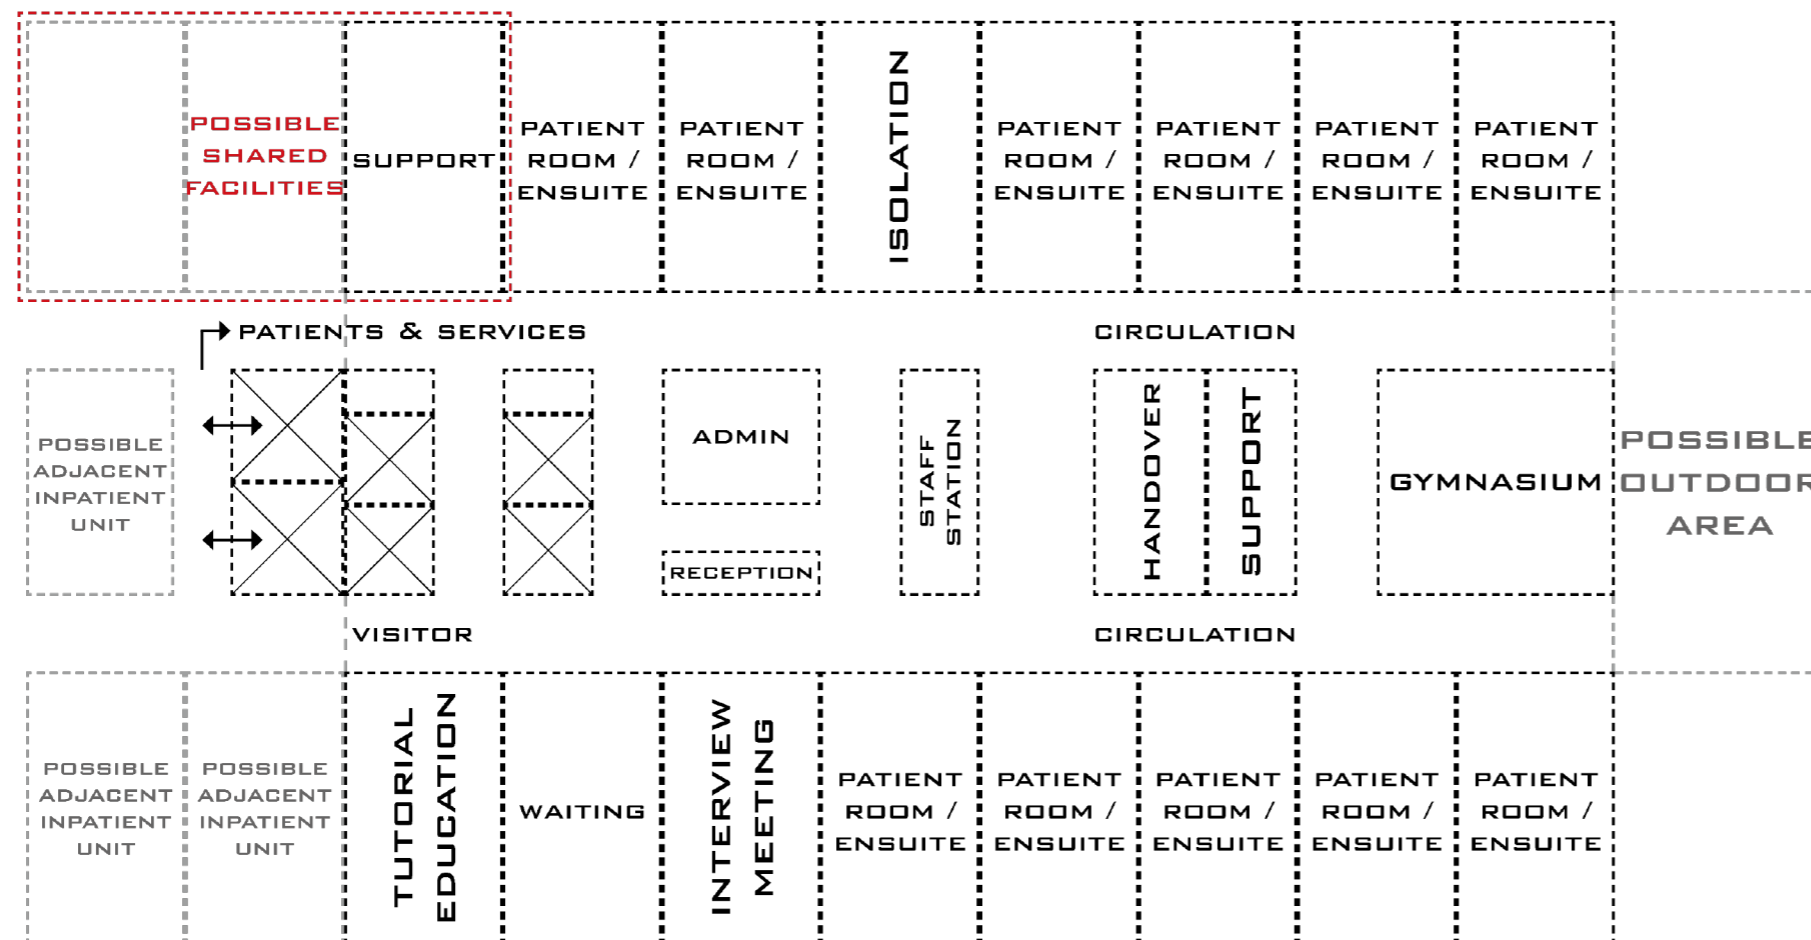 POSSIBLE
SHARED
FACILITIES
SUPPORT
PATIENT
ROOM /
ENSUITE
PATIENT
ROOM /
ENSUITE
ISOLATION
PATIENT
ROOM /
ENSUITE
PATIENT
ROOM /
ENSUITE
PATIENT
ROOM /
ENSUITE
PATIENT
ROOM /
ENSUITE
PATIENTS & SERVICES
CIRCULATION
POSSIBLE
ADJACENT
INPATIENT
UNIT
ADMIN
RECEPTION
STAFF
STATION
HANDOVER
SUPPORT
GYMNASIUM
POSSIBLE
OUTDOOR
AREA
VISITOR
CIRCULATION
POSSIBLE
ADJACENT
INPATIENT
UNIT
POSSIBLE
ADJACENT
INPATIENT
UNIT
TUTORIAL
EDUCATION
WAITING
INTERVIEW
MEETING
PATIENT
ROOM /
ENSUITE
PATIENT
ROOM /
ENSUITE
PATIENT
ROOM /
ENSUITE
PATIENT
ROOM /
ENSUITE
PATIENT
ROOM /
ENSUITE